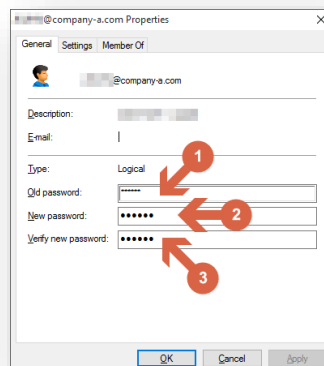 @company-a.com Properties
General Settings Member Of
@company-a.com
Description:
E-mail:
1
Type: Logical
Old password:
New password: 2
Verify new password:
3
OK Cancel Apply